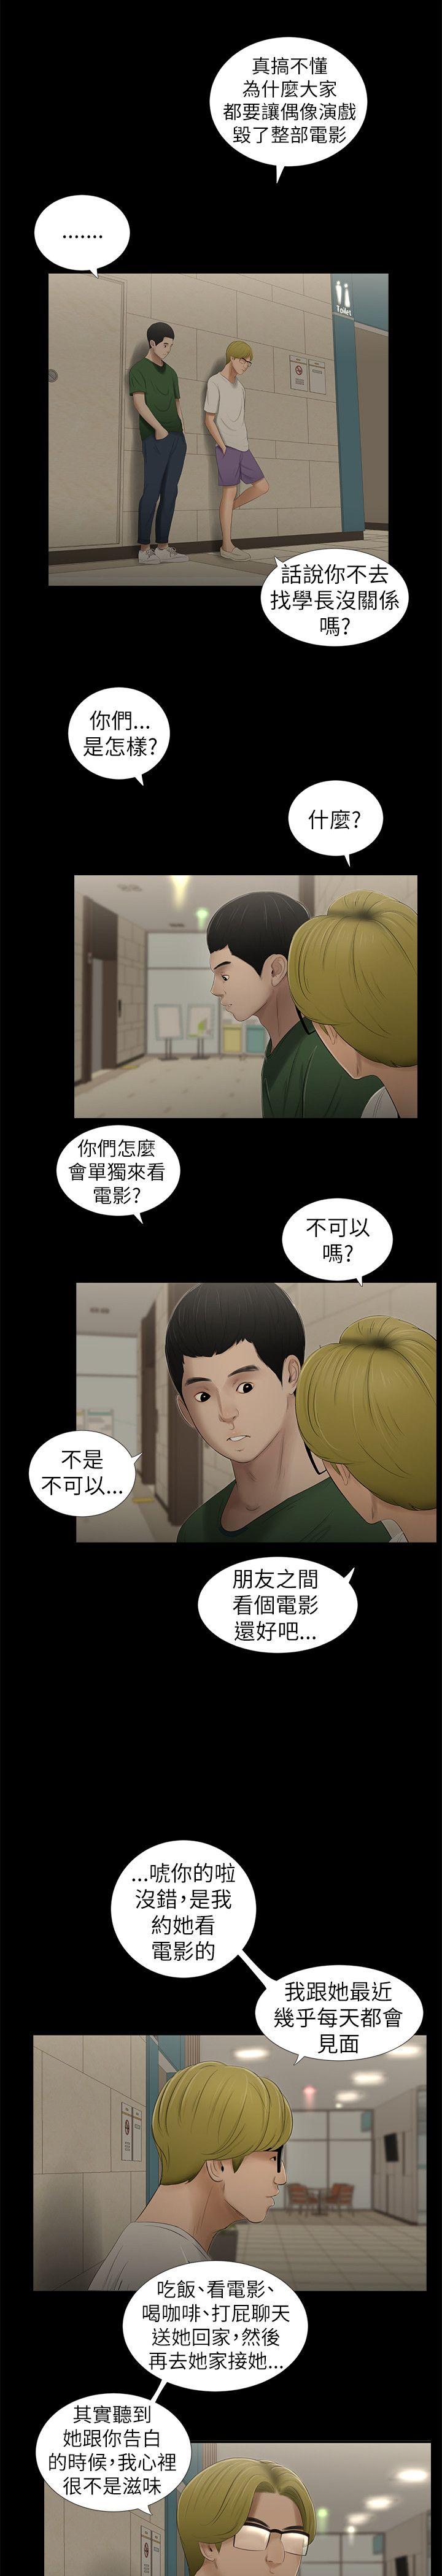 真搞不懂
為什麼大家
都要讓偶像演戲
毀了整部電影
.......
Toilet
話說你不去
找學長沒關係
嗎?
你們...
是怎樣?
什麼?
你們怎麼
會單獨來看
電影?
不可以
嗎?
不是
不可以...
朋友之間
看個電影
還好吧...
...唬你的啦
沒錯,是我
約她看
電影的
我跟她最近
幾乎每天都會
見面
吃飯、看電影、
喝咖啡、打屁聊天
送她回家,然後
再去她家接她...
其實聽到
她跟你告白
的時候,我心裡
很不是滋味